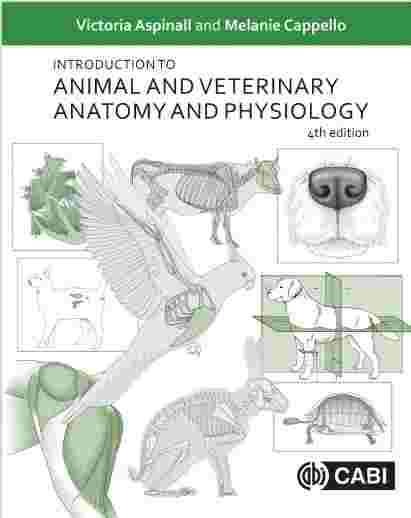 Victoria Aspinall and Melanie Cappello
INTRODUCTION TO
ANIMAL AND VETERINARY
ANATOMY AND PHYSIOLOGY
4th edition
CABI